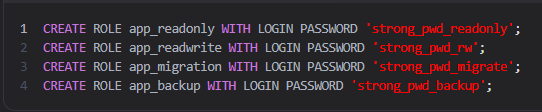 1 CREATE ROLE app_readonly WITH LOGIN PASSWORD 'strong_pwd_readonly';
2 CREATE ROLE app_readwrite WITH LOGIN PASSWORD 'strong_pwd_rw';
3 CREATE ROLE app_migration WITH LOGIN PASSWORD 'strong_pwd_migrate';
4 CREATE ROLE app_backup WITH LOGIN PASSWORD 'strong_pwd_backup';